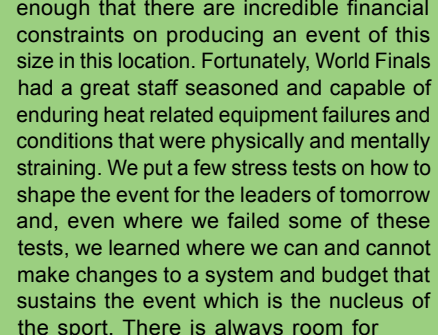 enough that there are incredible financial
constraints on producing an event of this
size in this location. Fortunately, World Finals
had a great staff seasoned and capable of
enduring heat related equipment failures and
conditions that were physically and mentally
straining. We put a few stress tests on how to
shape the event for the leaders of tomorrow
and, even where we failed some of these
tests, we learned where we can and cannot
make changes to a system and budget that
sustains the event which is the nucleus of
the sport. There is always room for